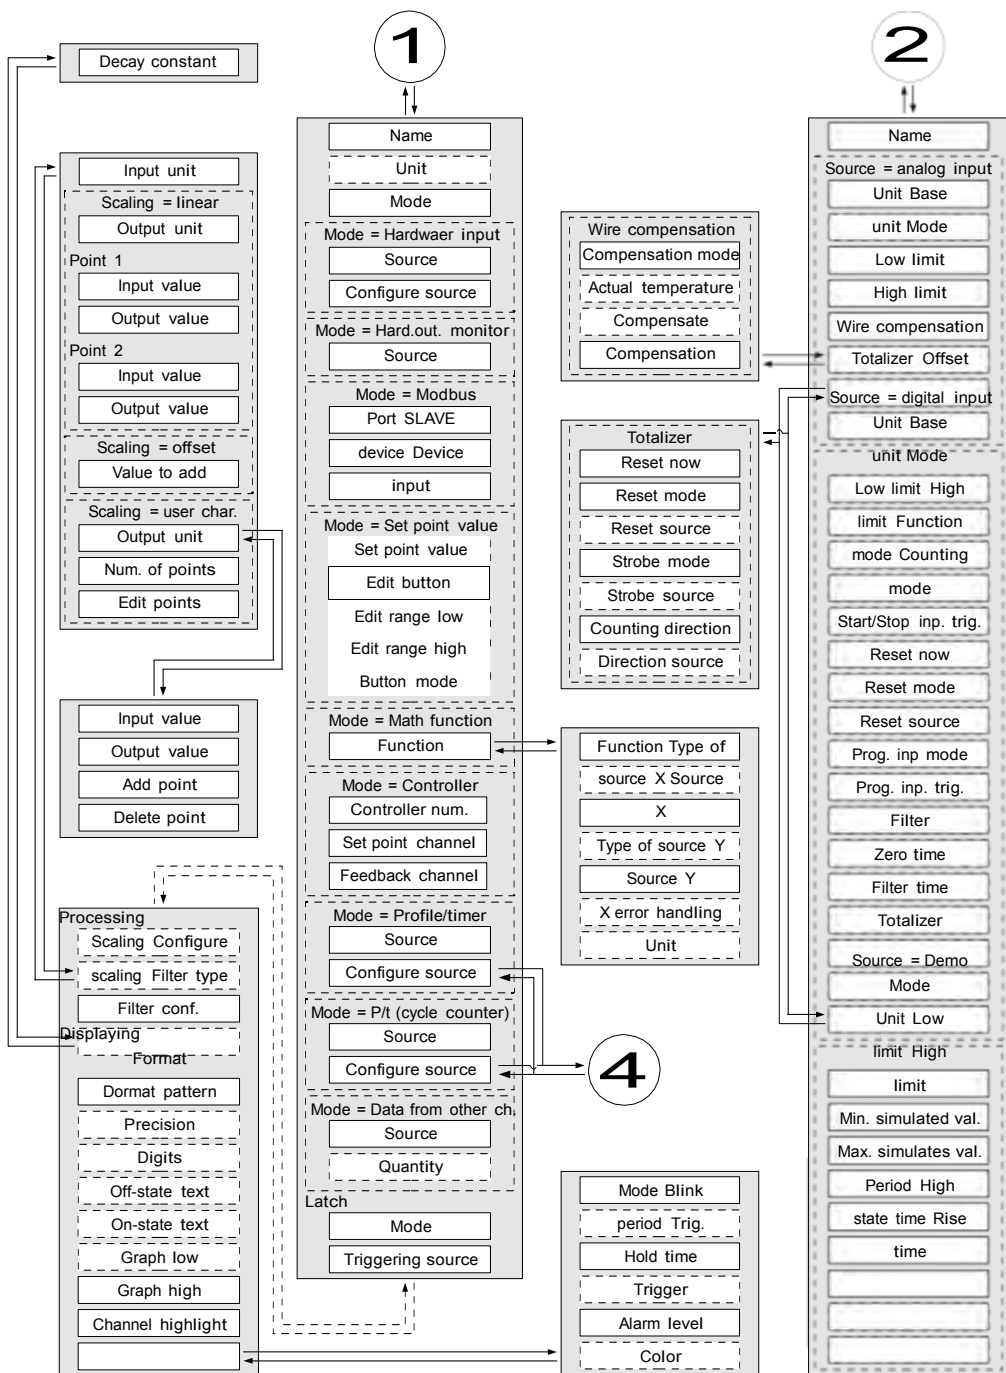 Decay constant
Input unit
Scaling = linear
Output unit
Point 1
Input value
Output value
Point 2
Input value
Output value
Scaling = offset
Value to add
Scaling = user char.
Output unit
Num. of points
Edit points
Input value
Output value
Add point
Delete point
Processing
Scaling Configure
scaling Filter type
Filter conf.
Displaying
Format
Dormat pattern
Precision
Digits
Off-state text
On-state text
Graph low
Graph high
Channel highlight
1
Name
Unit
Mode
Mode = Hardwaer input
Source
Configure source
Mode = Hard.out. monitor
Source
Mode = Modbus
Port SLAVE
device Device
input
Mode = Set point value
Set point value
Edit button
Edit range low
Edit range high
Button mode
Mode = Math function
Function
Mode = Controller
Controller num.
Set point channel
Feedback channel
Mode = Profile/timer
Source
Configure source
Mode = P/t (cycle counter)
Source
Configure source
Mode = Data from other ch.
Source
Quantity
Latch
Mode
Triggering source
Wire compensation
Compensation mode
Actual temperature
Compensate
Compensation
Totalizer
Reset now
Reset mode
Reset source
Strobe mode
Strobe source
Counting direction
Direction source
Function Type of
source X Source
X
Type of source Y
Source Y
X error handling
Unit
4
Mode Blink
period Trig.
Hold time
Trigger
Alarm level
Color
2
Name
Source = analog input
Unit Base
unit Mode
Low limit
High limit
Wire compensation
Totalizer Offset
Source = digital input
Unit Base
unit Mode
Low limit High
limit Function
mode Counting
mode
Start/Stop inp. trig.
Reset now
Reset mode
Reset source
Prog. inp mode
Prog. inp. trig.
Filter
Zero time
Filter time
Totalizer
Source = Demo
Mode
Unit Low
limit High
limit
Min. simulated val.
Max. simulates val.
Period High
state time Rise
time